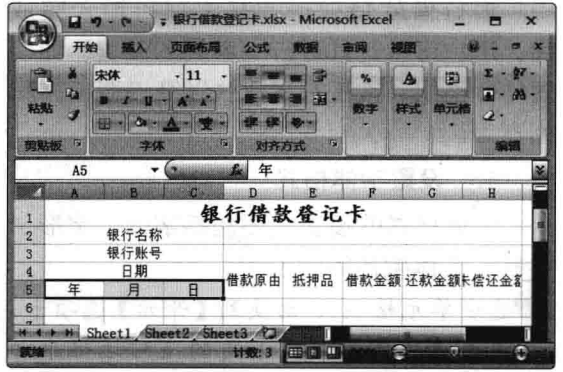 银行借款登记卡.xlsx - Microsoft Excel
开始 插入 页面布局 公式 数据 审阅 视图
宋体 11
粘贴
B I U A A
% 数字
A 样式
单元格
Σ
剪贴板 字体 对齐方式 编辑
A5 fx 年
A B C D E F G H
1 银行借款登记卡
2 银行名称
3 银行账号
4 日期
借款原由 抵押品 借款金额 还款金额 未偿还金额
5 年 月 日
6
Sheet1 Sheet2 Sheet3
就绪 计数: 3